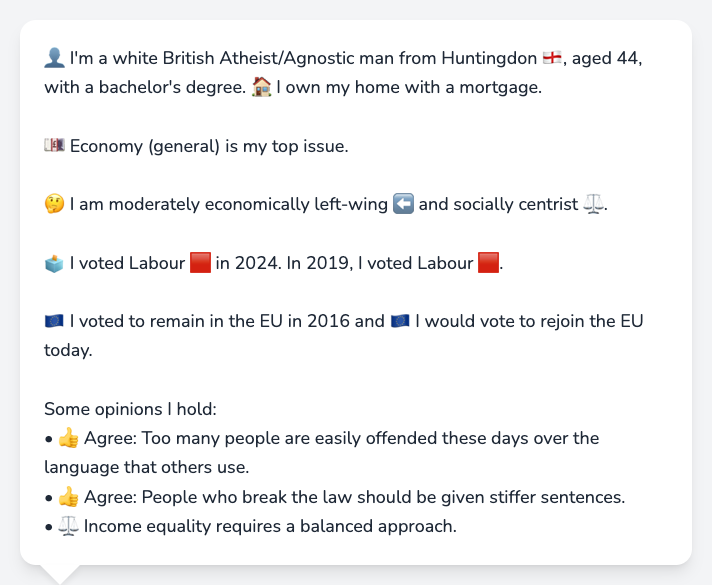 👤 I'm a white British Atheist/Agnostic man from Huntingdon 🏴󠁧󠁢󠁥󠁮󠁧󠁿, aged 44,
with a bachelor's degree. 🏠 I own my home with a mortgage.
💷 Economy (general) is my top issue.
🤔 I am moderately economically left-wing ⬅️ and socially centrist ⚖️.
🗳️ I voted Labour 🟥 in 2024. In 2019, I voted Labour 🟥.
🇪🇺 I voted to remain in the EU in 2016 and 🇪🇺 I would vote to rejoin the EU
today.
Some opinions I hold:
• 👍 Agree: Too many people are easily offended these days over the
language that others use.
• 👍 Agree: People who break the law should be given stiffer sentences.
• ⚖️ Income equality requires a balanced approach.